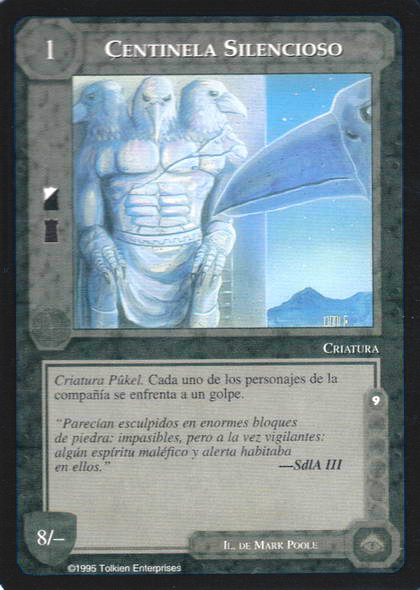 1
CENTINELA SILENCIOSO
CRIATURA
Criatura Pûkel. Cada uno de los personajes de la
compañía se enfrenta a un golpe.
9
“Parecían esculpidos en enormes bloques
de piedra: impasibles, pero a la vez vigilantes:
algún espíritu maléfico y alerta habitaba
en ellos.” —SdlA III
8/–
IL. DE MARK POOLE
©1995 Tolkien Enterprises